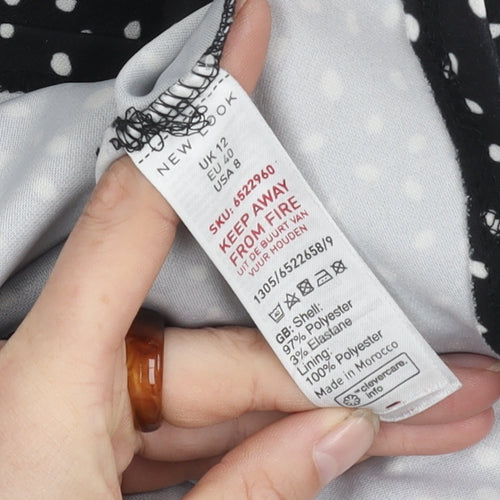 NEW LOOK
UK 12
EU 40
USA 8
SKU: 6522960
KEEP AWAY
FROM FIRE
UIT DE BUURT VAN
VUUR HOUDEN
1305/6522658/9
GB: Shell:
97% Polyester
3% Elastane
Lining:
100% Polyester
Made in Morocco
clevercare.
info